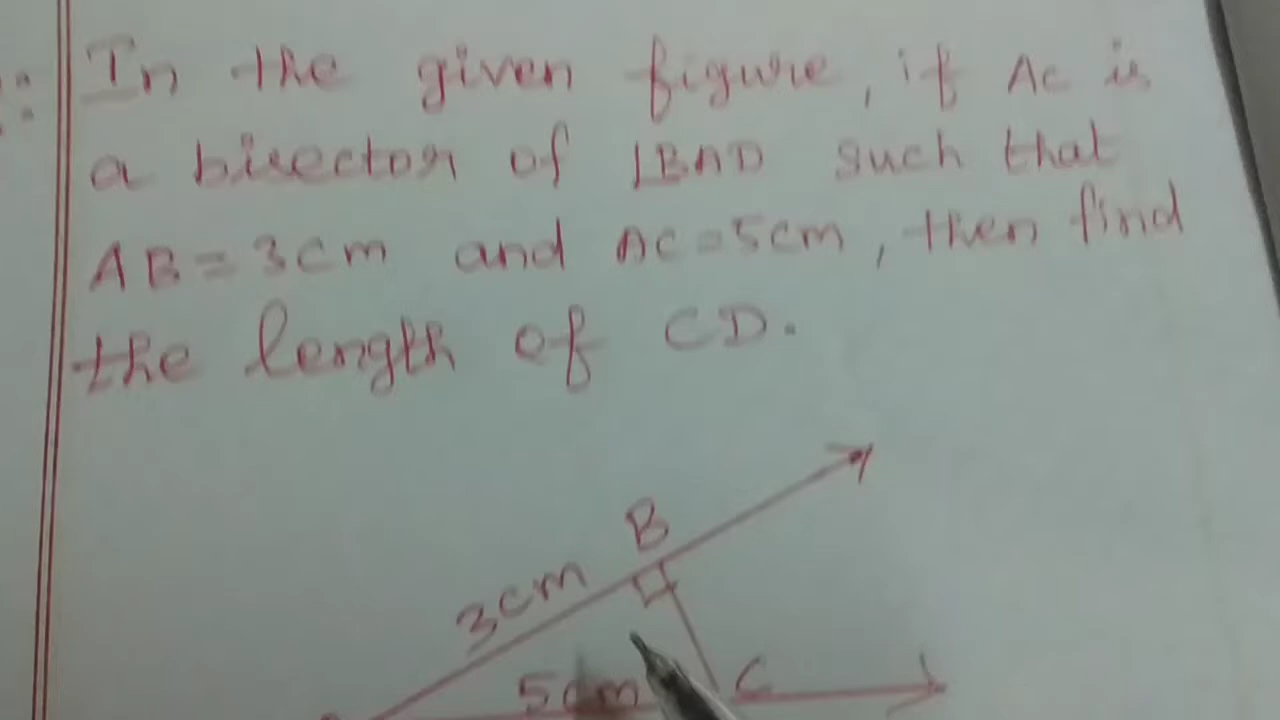 In the given figure, if AC is
a bisector of ∠BAD such that
AB = 3cm and AC = 5cm, then find
the length of CD.
B
3cm
C
5cm